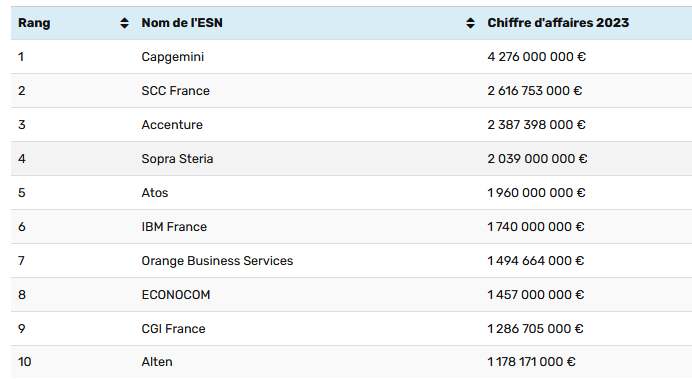 Rang Nom de l'ESN Chiffre d'affaires 2023
1 Capgemini 4 276 000 000 €
2 SCC France 2 616 753 000 €
3 Accenture 2 387 398 000 €
4 Sopra Steria 2 039 000 000 €
5 Atos 1 960 000 000 €
6 IBM France 1 740 000 000 €
7 Orange Business Services 1 494 664 000 €
8 ECONOCOM 1 457 000 000 €
9 CGI France 1 286 705 000 €
10 Alten 1 178 171 000 €